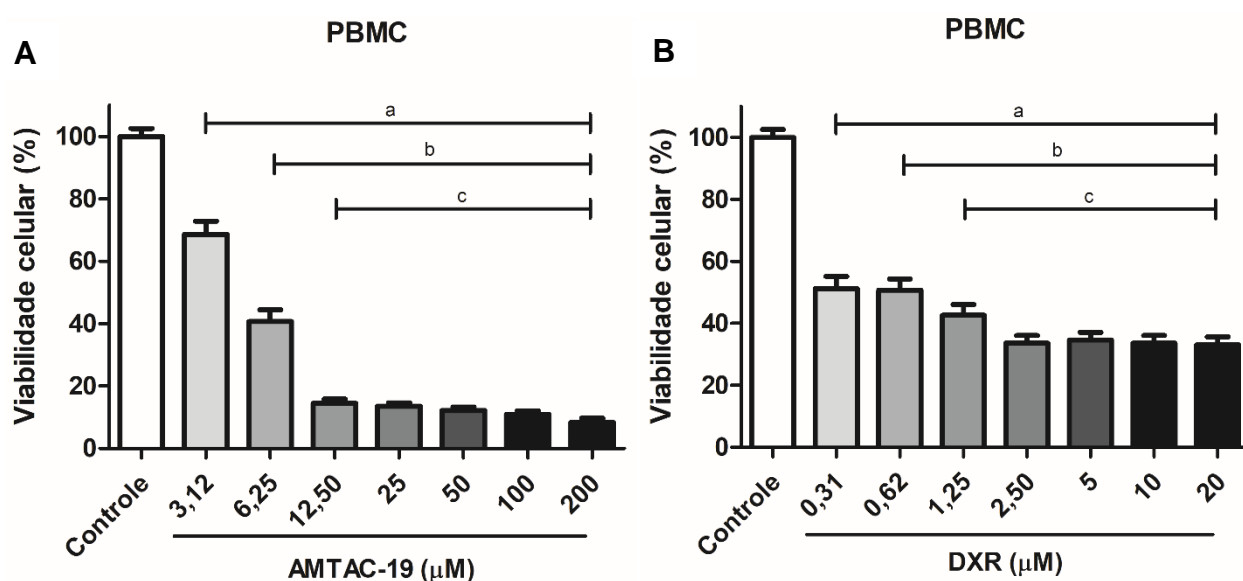 A
PBMC
Viabilidade celular (%)
100
80
60
40
20
0
a
b
c
Controle
3,12
6,25
12,50
25
50
100
200
AMTAC-19 (μM)
B
PBMC
Viabilidade celular (%)
100
80
60
40
20
0
a
b
c
Controle
0,31
0,62
1,25
2,50
5
10
20
DXR (μM)